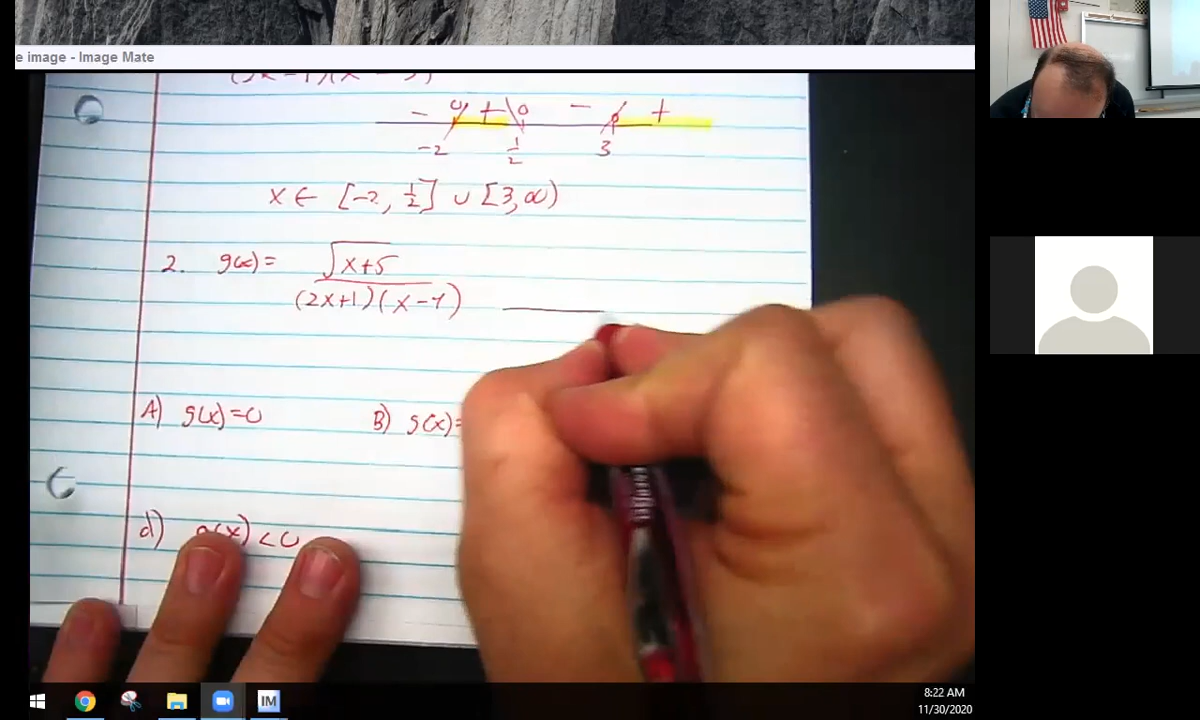 e image - Image Mate
- 0 + 0 - +
-2 1/2 3
x ∈ [-2, 1/2] ∪ [3, ∞)
2. g(x) = √x+5
(2x+1)(x-4)
A) g(x)=0 B) g(x)=
d) g(x) <0
IM
8:22 AM
11/30/2020